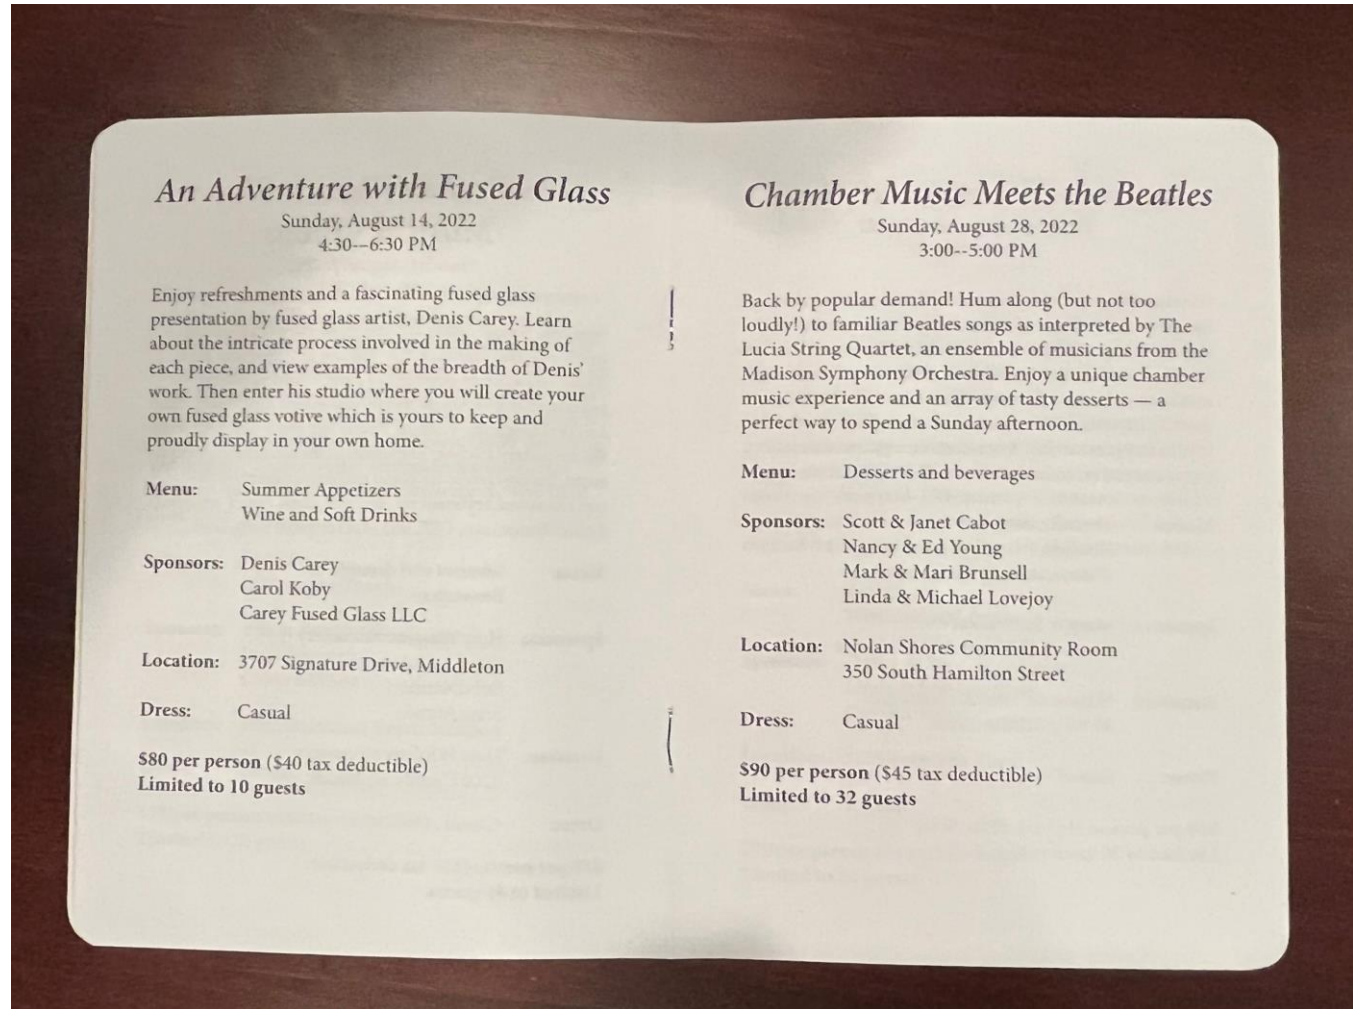 An Adventure with Fused Glass
Sunday, August 14, 2022
4:30--6:30 PM
Enjoy refreshments and a fascinating fused glass
presentation by fused glass artist, Denis Carey. Learn
about the intricate process involved in the making of
each piece, and view examples of the breadth of Denis'
work. Then enter his studio where you will create your
own fused glass votive which is yours to keep and
proudly display in your own home.
Menu: Summer Appetizers
Wine and Soft Drinks
Sponsors: Denis Carey
Carol Koby
Carey Fused Glass LLC
Location: 3707 Signature Drive, Middleton
Dress: Casual
$80 per person ($40 tax deductible)
Limited to 10 guests
Chamber Music Meets the Beatles
Sunday, August 28, 2022
3:00--5:00 PM
Back by popular demand! Hum along (but not too
loudly!) to familiar Beatles songs as interpreted by The
Lucia String Quartet, an ensemble of musicians from the
Madison Symphony Orchestra. Enjoy a unique chamber
music experience and an array of tasty desserts — a
perfect way to spend a Sunday afternoon.
Menu: Desserts and beverages
Sponsors: Scott & Janet Cabot
Nancy & Ed Young
Mark & Mari Brunsell
Linda & Michael Lovejoy
Location: Nolan Shores Community Room
350 South Hamilton Street
Dress: Casual
$90 per person ($45 tax deductible)
Limited to 32 guests